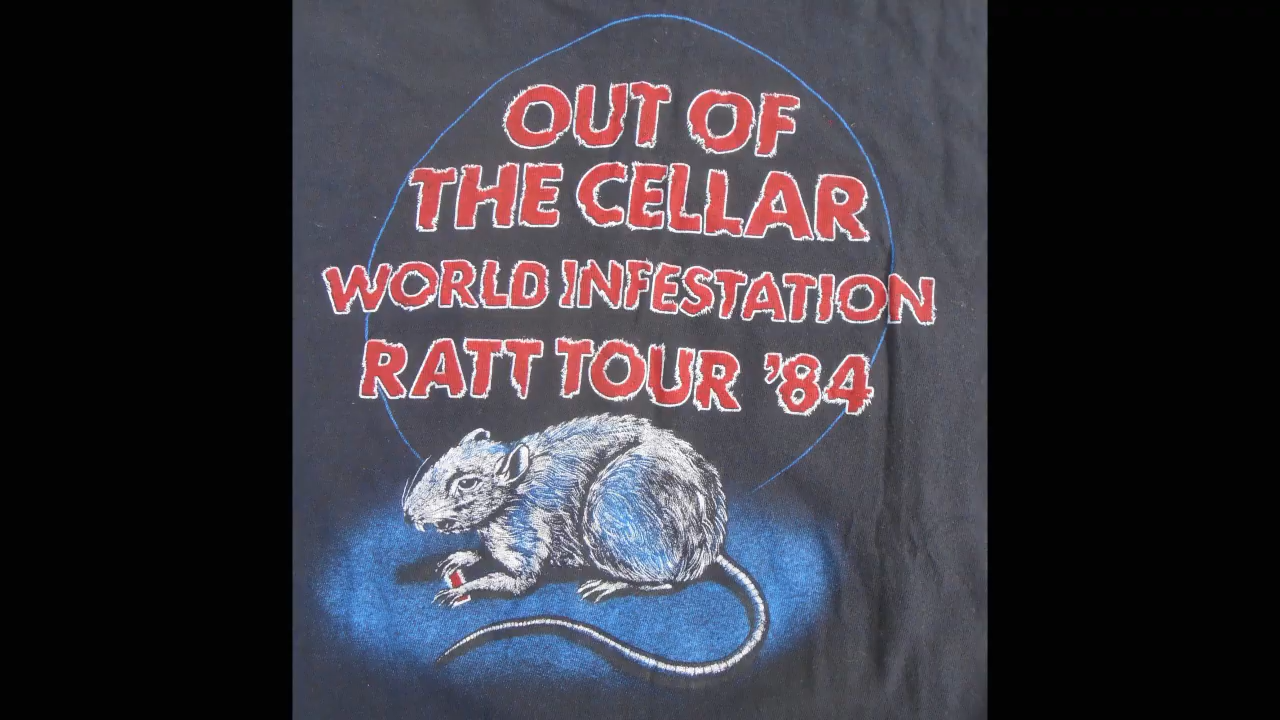 OUT OF
THE CELLAR
WORLD INFESTATION
RATT TOUR '84